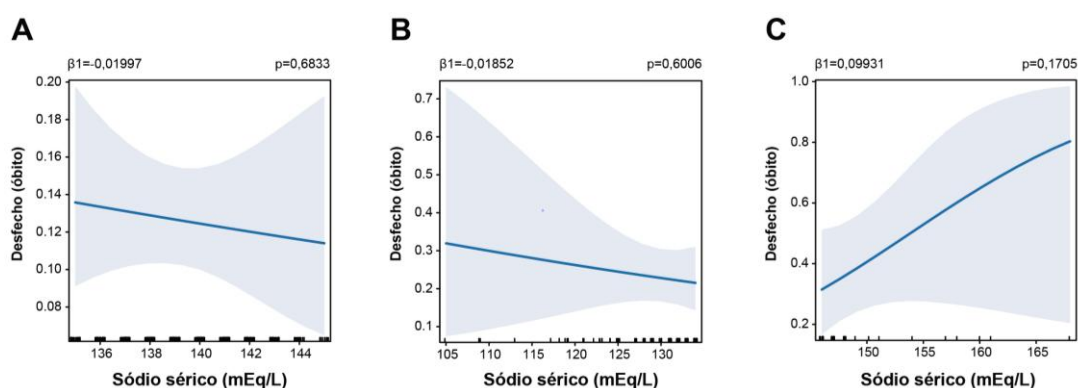 A
β1=-0,01997 p=0,6833
0.20
0.18
0.16
0.14
0.12
0.10
0.08
Desfecho (óbito)
136 138 140 142 144
Sódio sérico (mEq/L)
B
β1=-0,01852 p=0,6006
0.7
0.6
0.5
0.4
0.3
0.2
0.1
Desfecho (óbito)
105 110 115 120 125 130
Sódio sérico (mEq/L)
C
β1=0,09931 p=0,1705
1.0
0.8
0.6
0.4
0.2
Desfecho (óbito)
150 155 160 165
Sódio sérico (mEq/L)